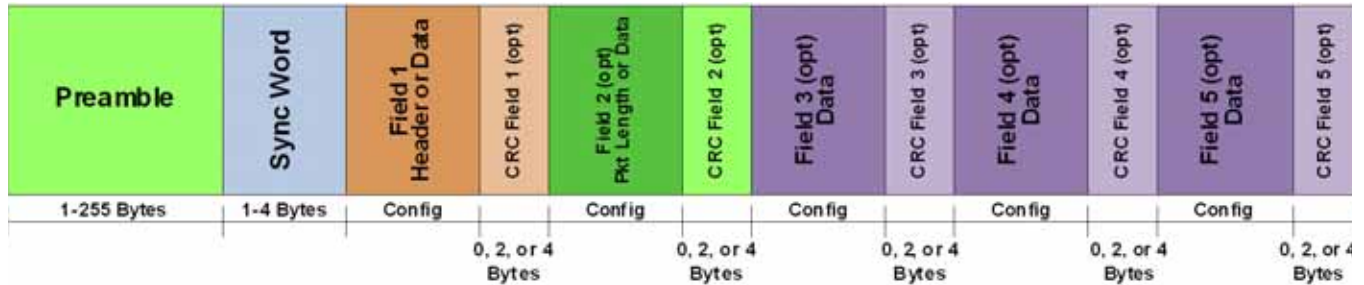 Preamble
Sync Word
Field 1
Header or Data
CRC Field 1 (opt)
Field 2 (opt)
Pkt Length or Data
CRC Field 2 (opt)
Field 3 (opt)
Data
CRC Field 3 (opt)
Field 4 (opt)
Data
CRC Field 4 (opt)
Field 5 (opt)
Data
CRC Field 5 (opt)
1-255 Bytes
1-4 Bytes
Config
Config
Config
Config
Config
0, 2, or 4
Bytes
0, 2, or 4
Bytes
0, 2, or 4
Bytes
0, 2, or 4
Bytes
0, 2, or 4
Bytes